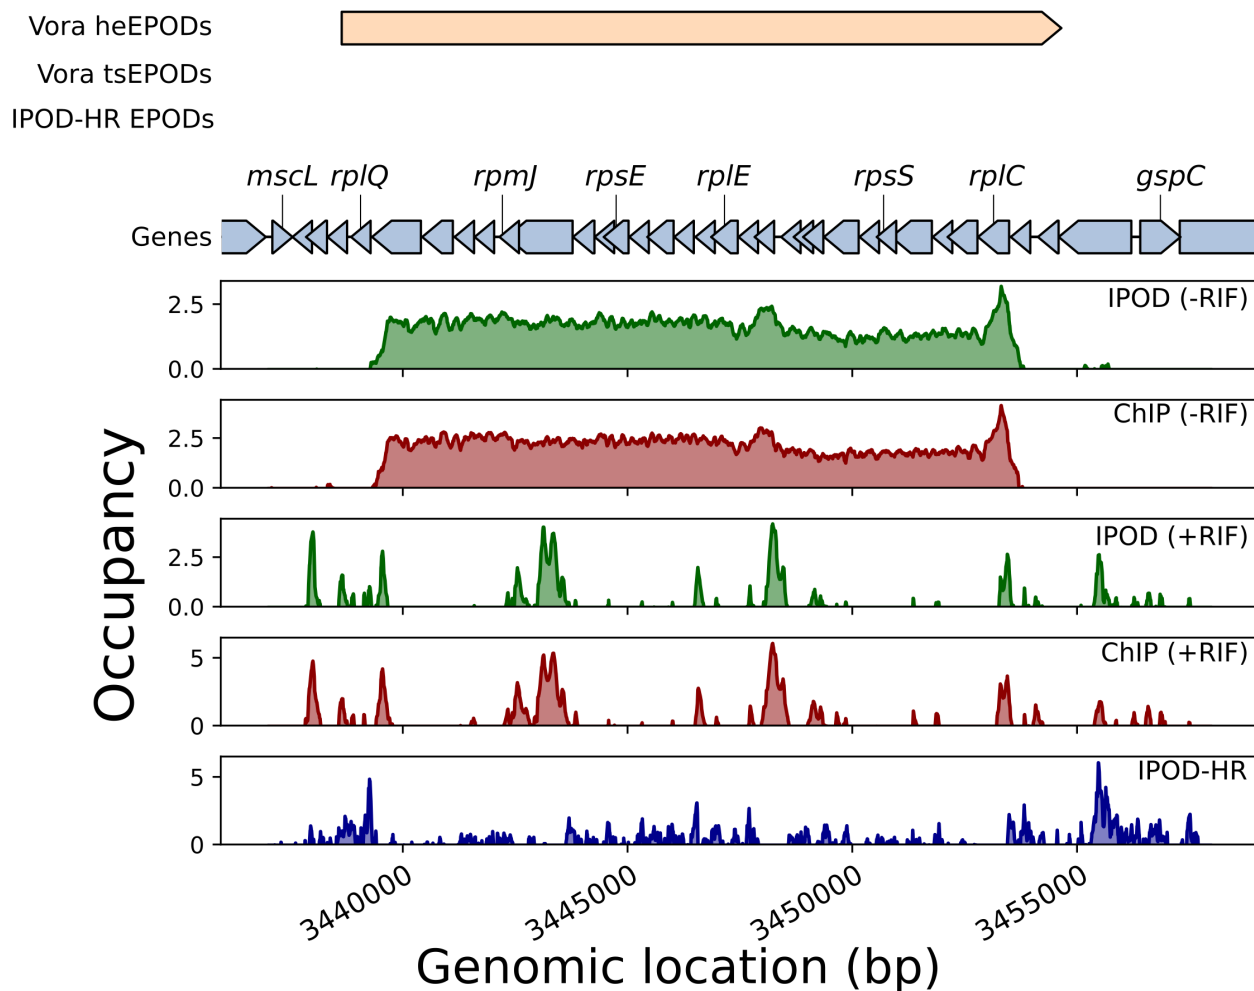 Vora heEPODs
Vora tsEPODs
IPOD-HR EPODs
mscL rplQ rpmJ rpsE rplE rpsS rplC gspC
Genes
IPOD (-RIF)
2.5
0.0
ChIP (-RIF)
2.5
0.0
IPOD (+RIF)
2.5
0.0
ChIP (+RIF)
5
0
IPOD-HR
5
0
Occupancy
3440000 3445000 3450000 3455000
Genomic location (bp)